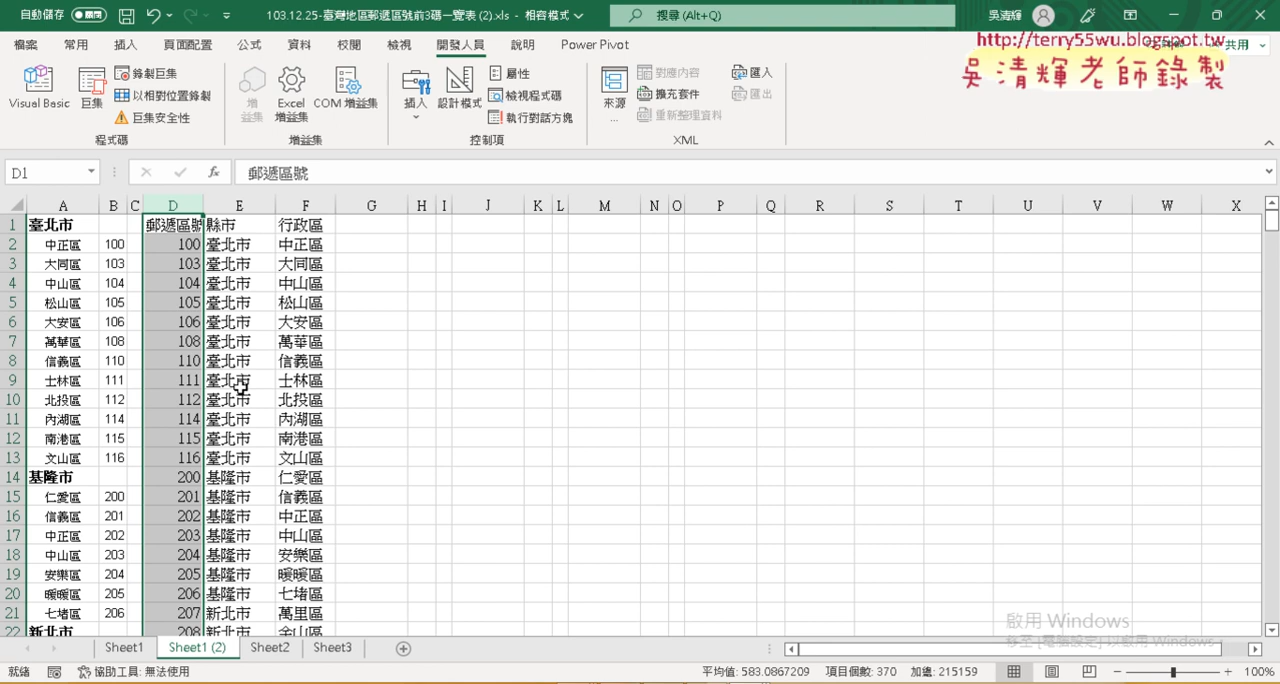 自動儲存 103.12.25-臺灣地區郵遞區號前3碼一覽表 (2).xls - 相容模式 搜尋 (Alt+Q) 吳清輝
檔案 常用 插入 頁面配置 公式 資料 校閱 檢視 開發人員 說明 Power Pivot 共用
http://terry55wu.blogspot.tw
吳清輝老師錄製
Visual Basic 巨集 錄製巨集 以相對位置錄製 巨集安全性 增益集 Excel 增益集 COM 增益集 插入 設計模式 屬性 檢視程式碼 執行對話方塊 來源... 對應內容 擴充套件 重新整理資料 匯入 匯出
程式碼 增益集 控制項 XML
D1 fx 郵遞區號
A B C D E F G H I J K L M N O P Q R S T U V W X
1 臺北市 郵遞區號 縣市 行政區
2 中正區 100 100 臺北市 中正區
3 大同區 103 103 臺北市 大同區
4 中山區 104 104 臺北市 中山區
5 松山區 105 105 臺北市 松山區
6 大安區 106 106 臺北市 大安區
7 萬華區 108 108 臺北市 萬華區
8 信義區 110 110 臺北市 信義區
9 士林區 111 111 臺北市 士林區
10 北投區 112 112 臺北市 北投區
11 內湖區 114 114 臺北市 內湖區
12 南港區 115 115 臺北市 南港區
13 文山區 116 116 臺北市 文山區
14 基隆市 200 基隆市 仁愛區
15 仁愛區 200 201 基隆市 信義區
16 信義區 201 202 基隆市 中正區
17 中正區 202 203 基隆市 中山區
18 中山區 203 204 基隆市 安樂區
19 安樂區 204 205 基隆市 暖暖區
20 暖暖區 205 206 基隆市 七堵區
21 七堵區 206 207 新北市 萬里區
22 新北市 208 新北市 金山區
啟用 Windows
移至 [電腦設定] 以啟用 Windows。
Sheet1 Sheet1 (2) Sheet2 Sheet3
就緒 協助工具: 無法使用 平均值: 583.0867209 項目個數: 370 加總: 215159 100%